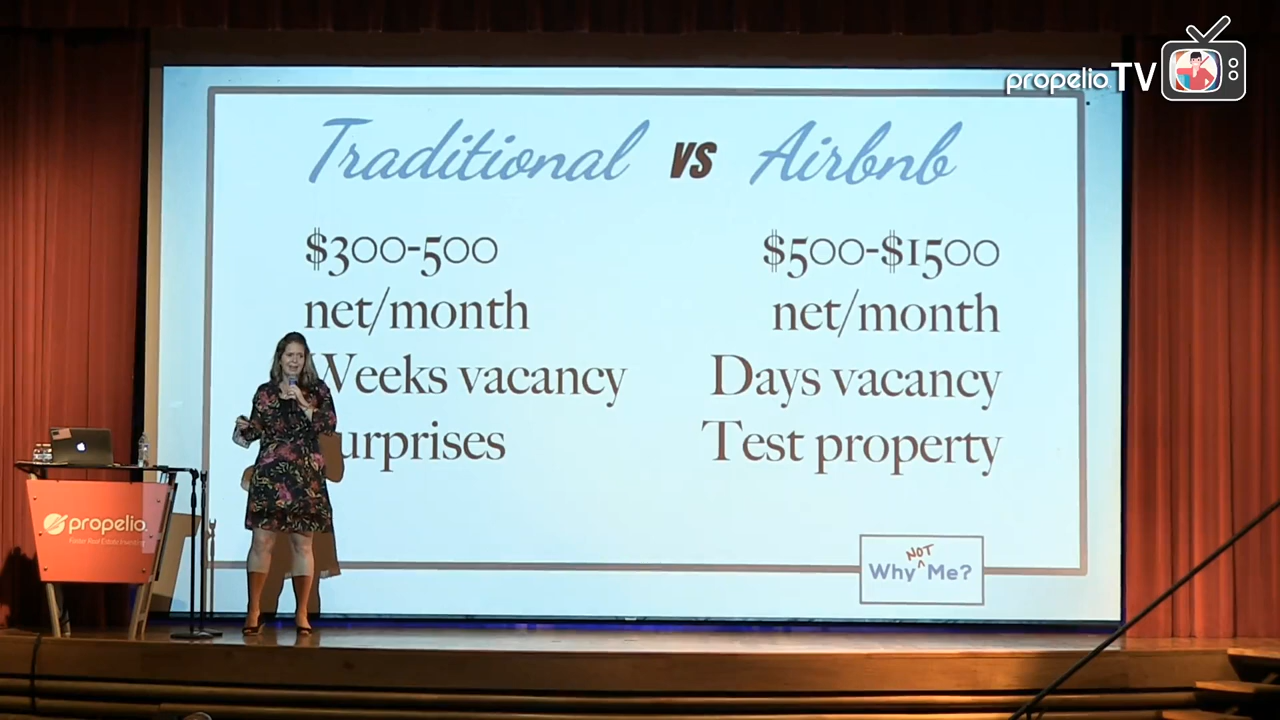 propelio. TV
Traditional vs Airbnb
$300-500
net/month
Weeks vacancy
urprises
$500-$1500
net/month
Days vacancy
Test property
Why NOT Me?
propelio.